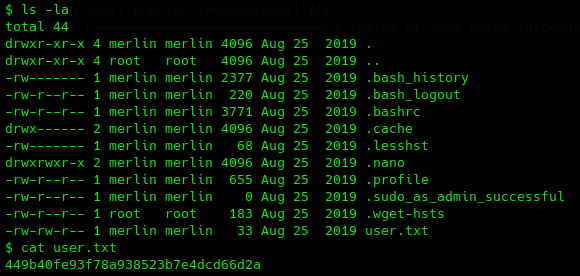 $ ls -la
total 44
drwxr-xr-x 4 merlin merlin 4096 Aug 25  2019 .
drwxr-xr-x 4 root   root   4096 Aug 25  2019 ..
-rw------- 1 merlin merlin 2377 Aug 25  2019 .bash_history
-rw-r--r-- 1 merlin merlin  220 Aug 25  2019 .bash_logout
-rw-r--r-- 1 merlin merlin 3771 Aug 25  2019 .bashrc
drwx------ 2 merlin merlin 4096 Aug 25  2019 .cache
-rw------- 1 merlin merlin   68 Aug 25  2019 .lesshst
drwxrwxr-x 2 merlin merlin 4096 Aug 25  2019 .nano
-rw-r--r-- 1 merlin merlin  655 Aug 25  2019 .profile
-rw-r--r-- 1 merlin merlin    0 Aug 25  2019 .sudo_as_admin_successful
-rw-r--r-- 1 root   root    183 Aug 25  2019 .wget-hsts
-rw-rw-r-- 1 merlin merlin   33 Aug 25  2019 user.txt
$ cat user.txt
449b40fe93f78a938523b7e4dcd66d2a